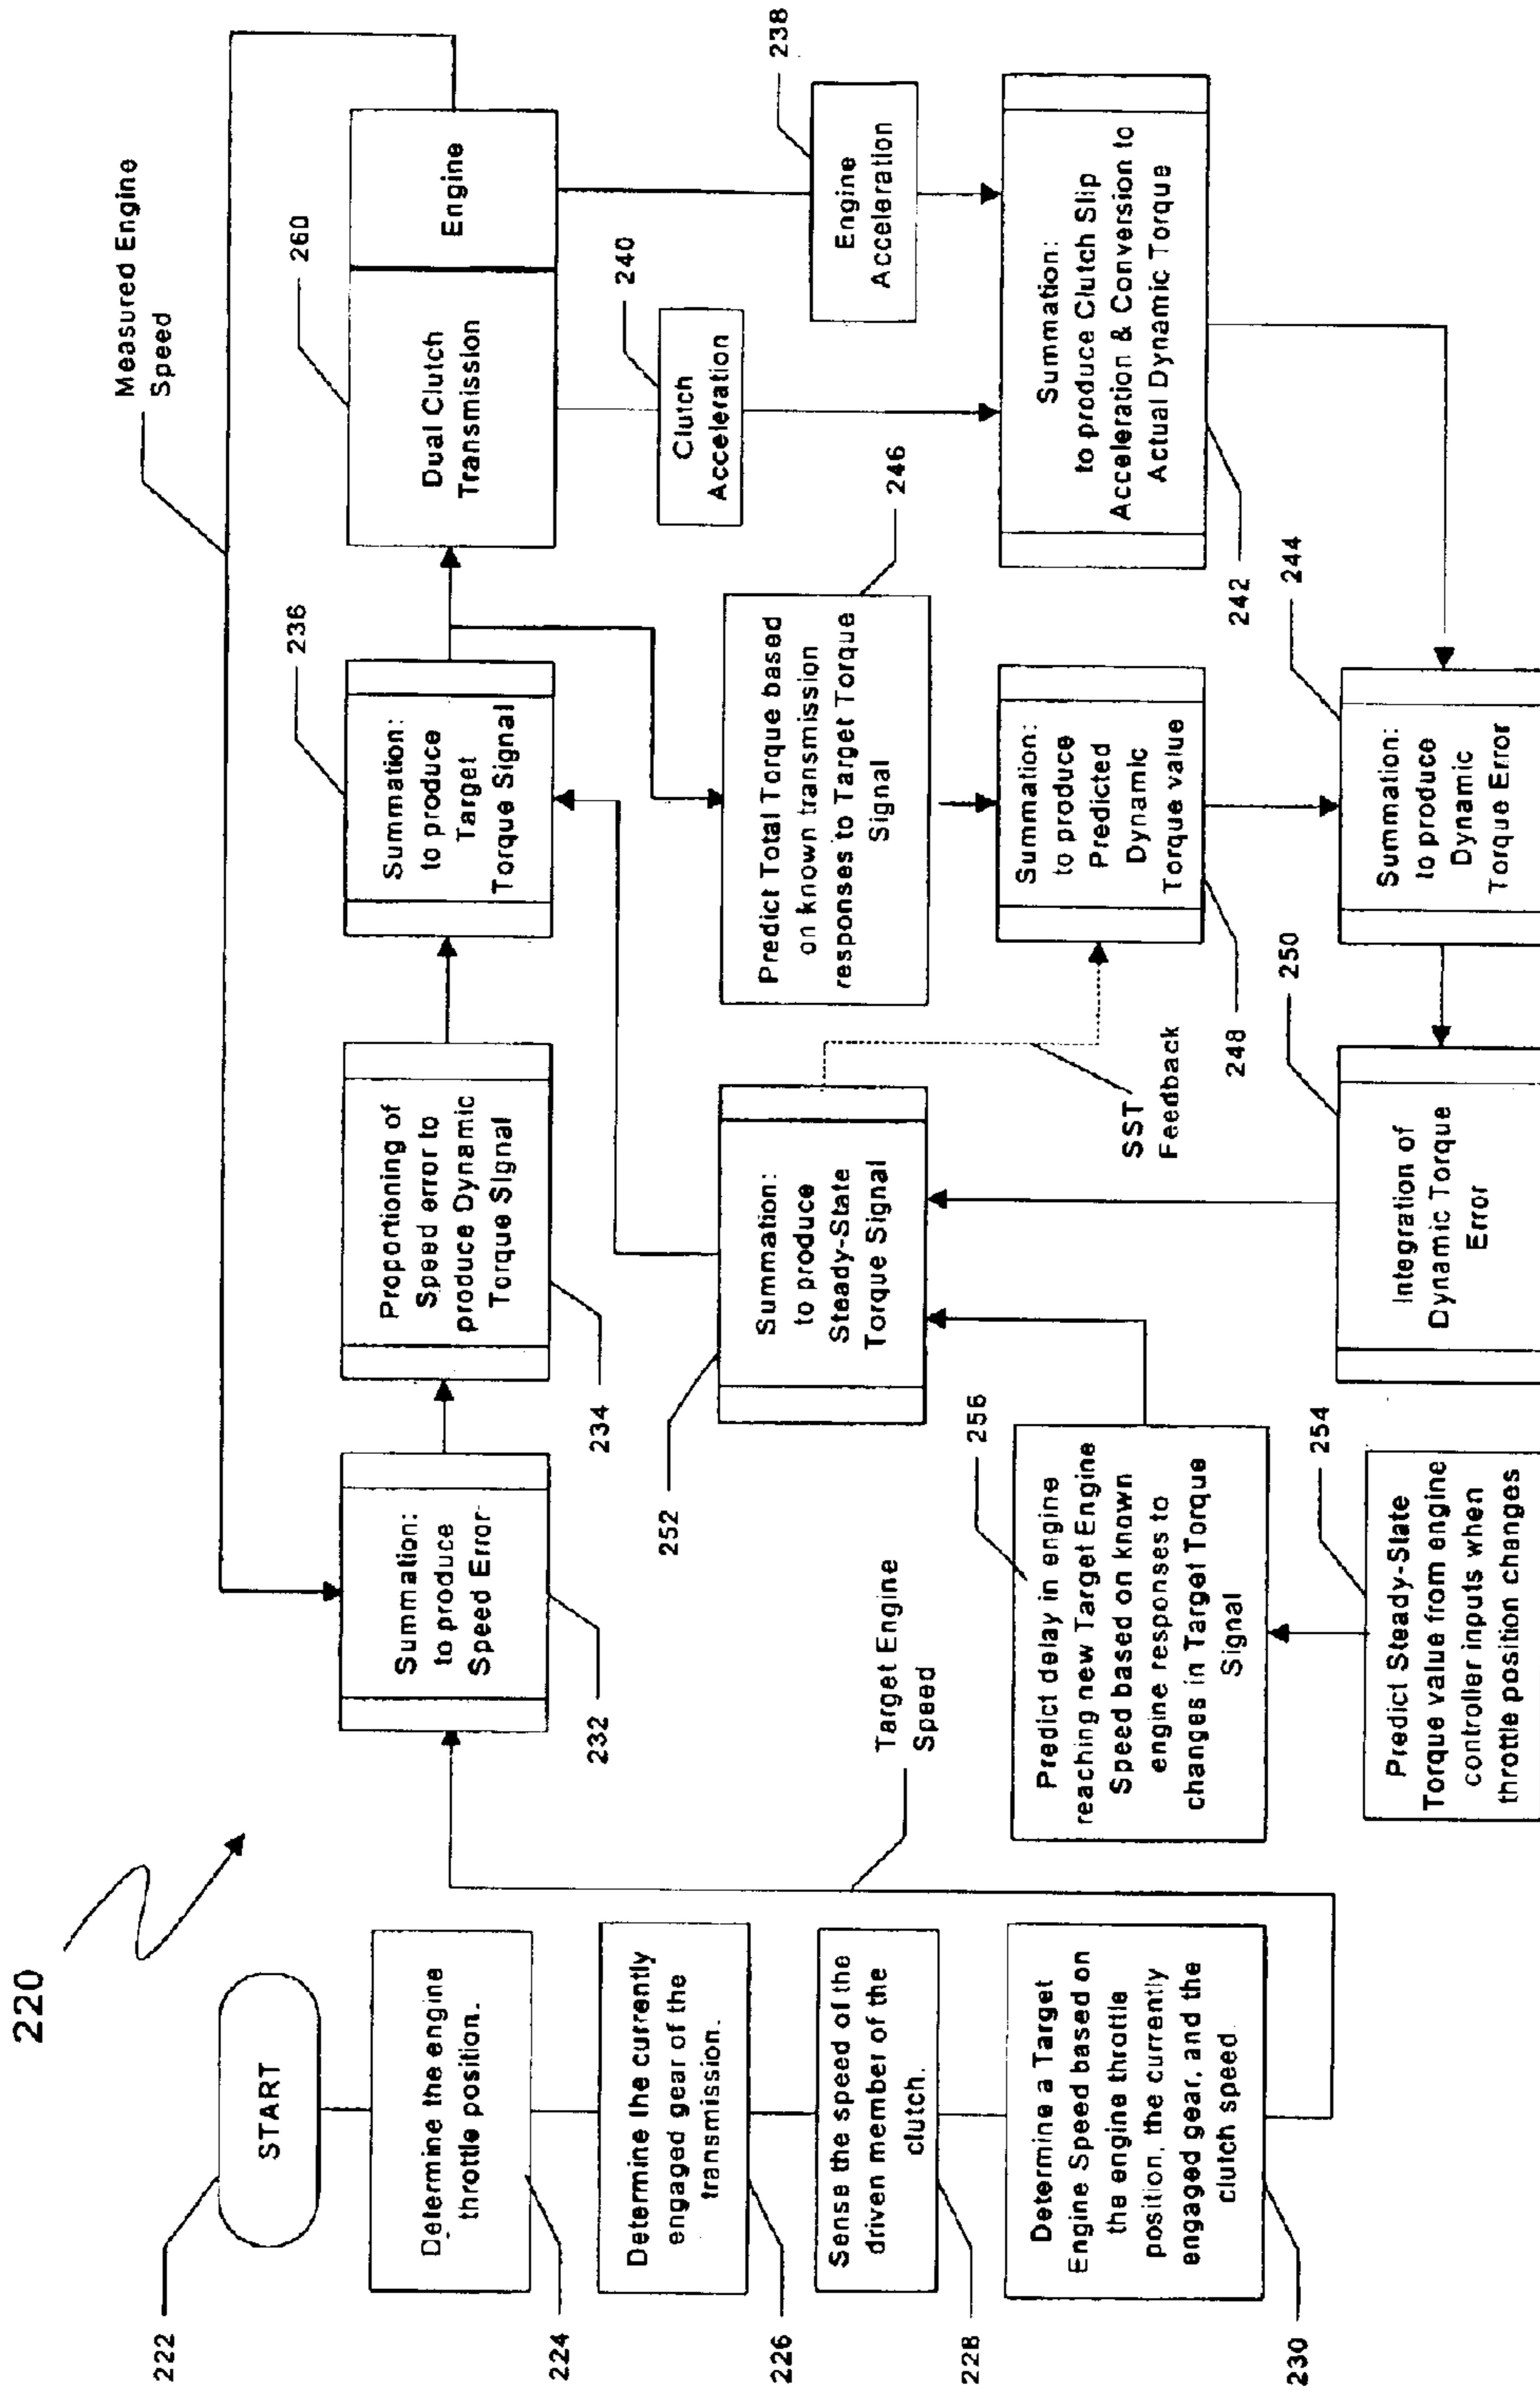 220
222
START
224
Determine the engine
throttle position.
226
Determine the currently
engaged gear of the
transmission.
228
Sense the speed of the
driven member of the
clutch.
230
Determine a Target
Engine Speed based on
the engine throttle
position, the currently
engaged gear, and the
clutch speed
Target Engine
Speed
Measured Engine
Speed
232
Summation:
to produce
Speed Error
234
Proportioning of
Speed error to
produce Dynamic
Torque Signal
236
Summation:
to produce
Target
Torque Signal
260
Dual Clutch
Transmission
Engine
240
Clutch
Acceleration
238
Engine
Acceleration
252
Summation:
to produce
Steady-State
Torque Signal
246
Predict Total Torque based
on known transmission
responses to Target Torque
Signal
SST
Feedback
248
Summation:
to produce
Predicted
Dynamic
Torque value
242
Summation:
to produce Clutch Slip
Acceleration & Conversion to
Actual Dynamic Torque
256
Predict delay in engine
reaching new Target Engine
Speed based on known
engine responses to
changes in Target Torque
Signal
254
Predict Steady-State
Torque value from engine
controller inputs when
throttle position changes
250
Integration of
Dynamic Torque
Error
244
Summation:
to produce
Dynamic
Torque Error